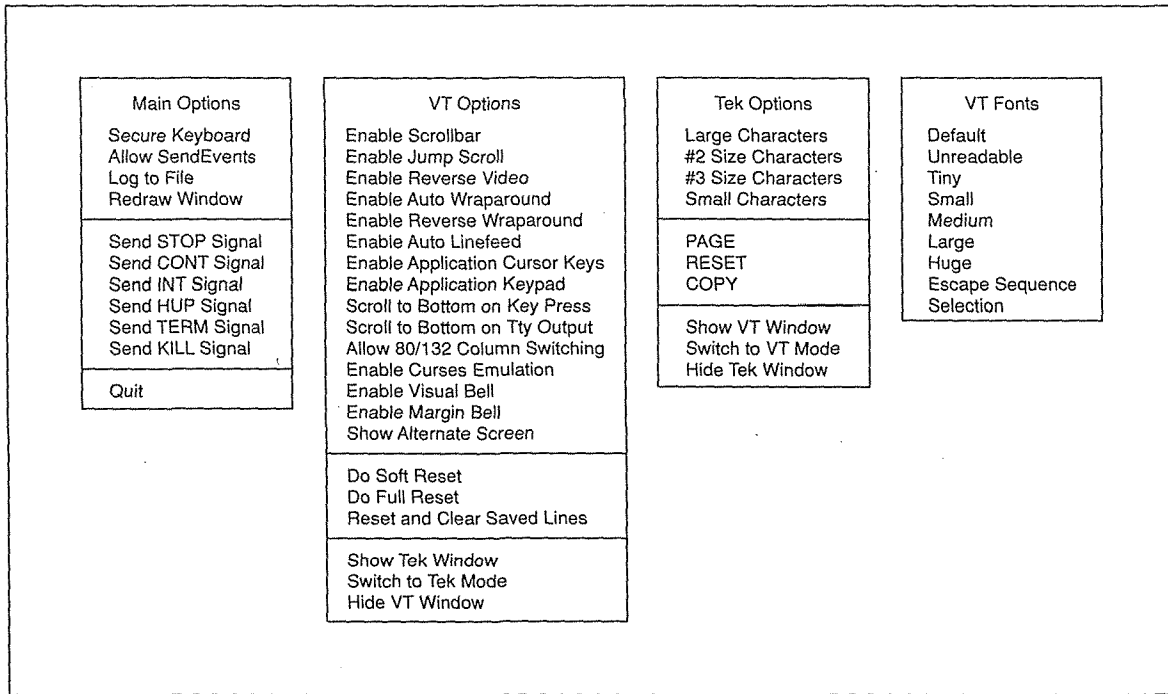 Main Options
Secure Keyboard
Allow SendEvents
Log to File
Redraw Window
Send STOP Signal
Send CONT Signal
Send INT Signal
Send HUP Signal
Send TERM Signal
Send KILL Signal
Quit
VT Options
Enable Scrollbar
Enable Jump Scroll
Enable Reverse Video
Enable Auto Wraparound
Enable Reverse Wraparound
Enable Auto Linefeed
Enable Application Cursor Keys
Enable Application Keypad
Scroll to Bottom on Key Press
Scroll to Bottom on Tty Output
Allow 80/132 Column Switching
Enable Curses Emulation
Enable Visual Bell
Enable Margin Bell
Show Alternate Screen
Do Soft Reset
Do Full Reset
Reset and Clear Saved Lines
Show Tek Window
Switch to Tek Mode
Hide VT Window
Tek Options
Large Characters
#2 Size Characters
#3 Size Characters
Small Characters
PAGE
RESET
COPY
Show VT Window
Switch to VT Mode
Hide Tek Window
VT Fonts
Default
Unreadable
Tiny
Small
Medium
Large
Huge
Escape Sequence
Selection